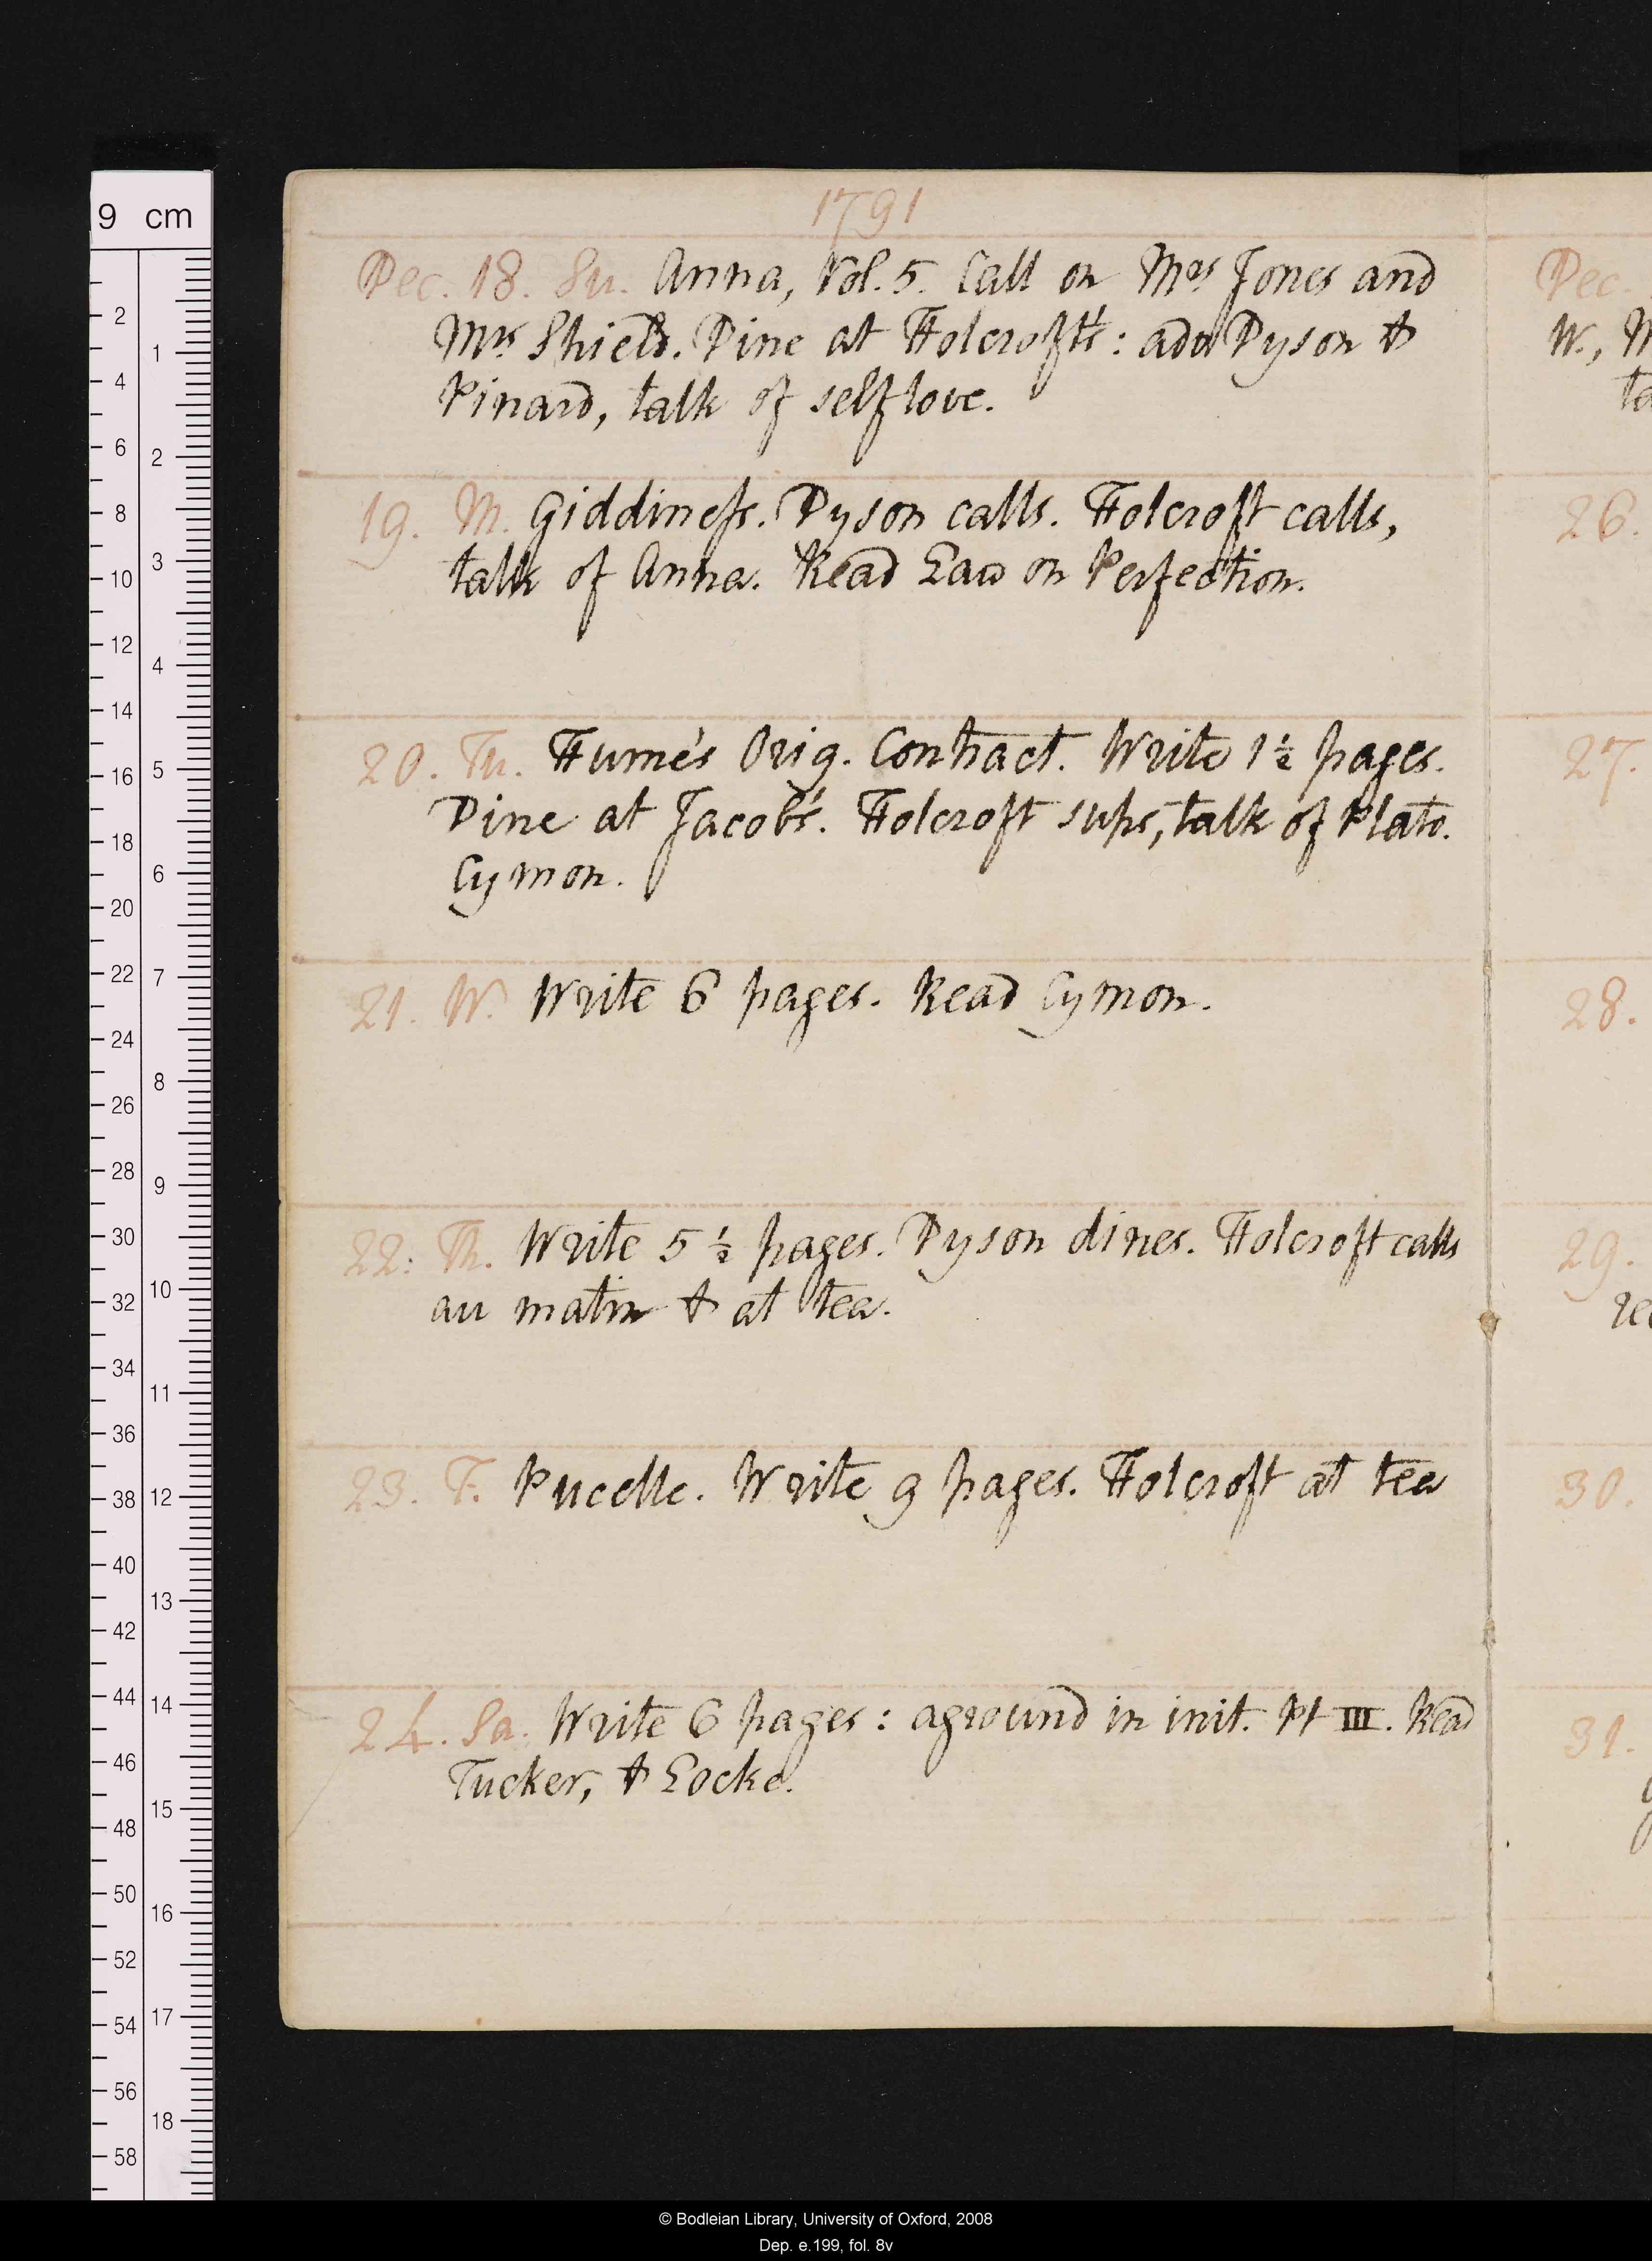 1791
Dec. 18. Su. Anna, Vol. 5. Call on Mrs Jones and
Mrs Shield. Dine at Holcroft's: adv Dyson &
Pinard, talk of self love.
19. M. Giddiness. Dyson calls. Holcroft calls,
talk of Anna. Read Law on Perfection.
20. Tu. Hume's Orig. Contract. Write 1½ pages.
Dine at Jacob's. Holcroft sups, talk of Plato.
Cymon.
21. W. Write 6 pages. Read Cymon.
22. Th. Write 5½ pages. Dyson dines. Holcroft calls
au matin & at tea.
23. F. Pucelle. Write 9 pages. Holcroft at tea
24. Sa. Write 6 pages: aground in init. Pt III. Read
Tucker, & Locke.
Dec.
W.,
26.
27.
28.
29.
30.
31.
9 cm
2 4 6 8 10 12 14 16 18 20 22 24 26 28 30 32 34 36 38 40 42 44 46 48 50 52 54 56 58
1 2 3 4 5 6 7 8 9 10 11 12 13 14 15 16 17 18
© Bodleian Library, University of Oxford, 2008
Dep. e.199, fol. 8v